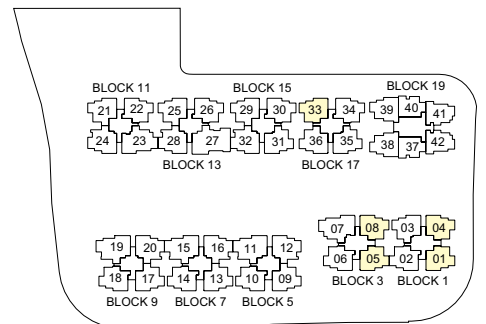 BLOCK 11 BLOCK 15 BLOCK 19
21 22 25 26 29 30 33 34 39 40 41
24 23 28 27 32 31 36 35 38 37 42
BLOCK 13 BLOCK 17
07 08 03 04
19 20 15 16 11 12
06 05 02 01
18 17 14 13 10 09
BLOCK 3 BLOCK 1
BLOCK 9 BLOCK 7 BLOCK 5